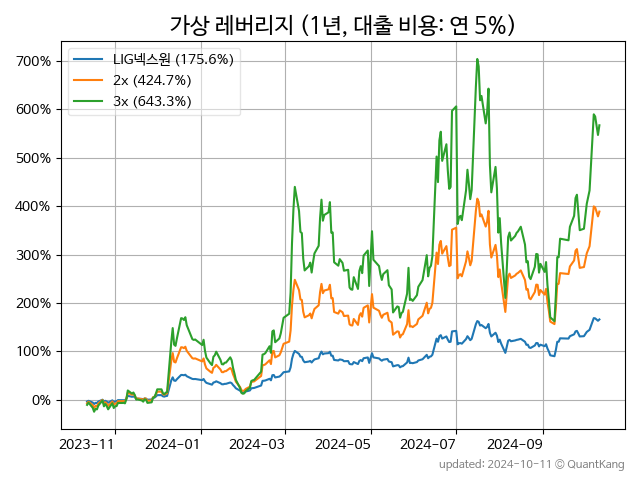 가상 레버리지 (1년, 대출 비용: 연 5%)
700%
600%
500%
400%
300%
200%
100%
0%
LIG넥스원 (175.6%)
2x (424.7%)
3x (643.3%)
2023-11 2024-01 2024-03 2024-05 2024-07 2024-09
updated: 2024-10-11 © QuantKang